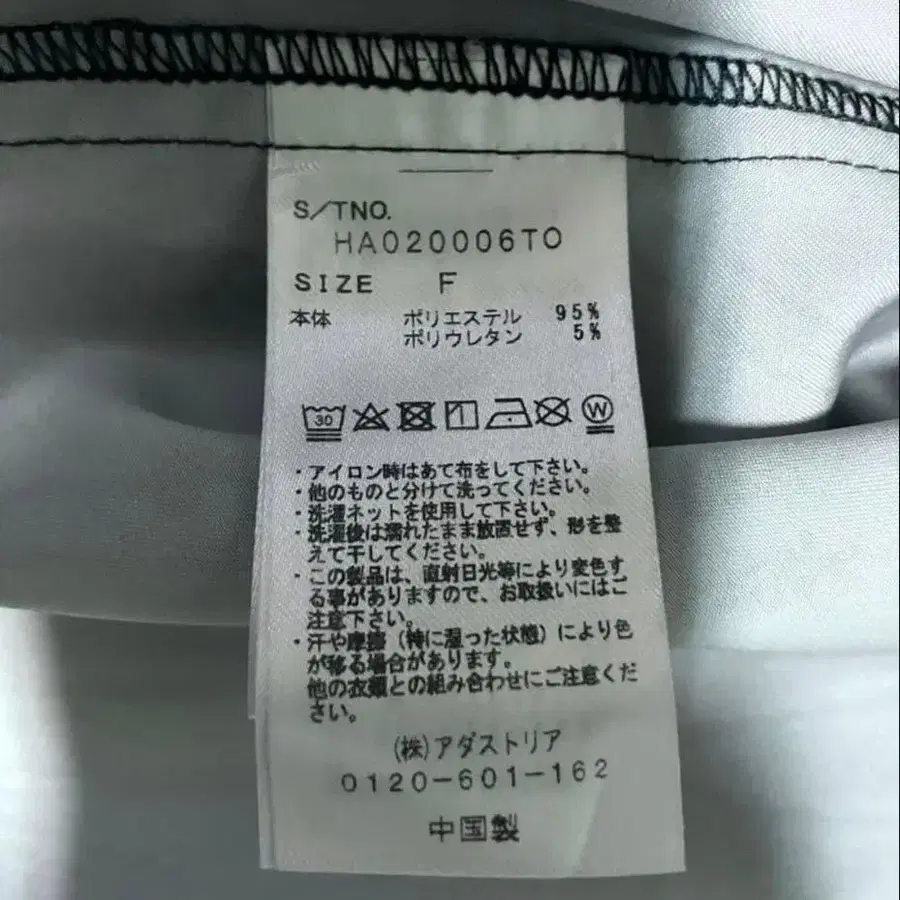 S/TNO.
HA020006TO
SIZE F
本体 ポリエステル 95%
ポリウレタン 5%
30
W
・アイロン時はあて布をして下さい。
・他のものと分けて洗ってください。
・洗濯ネットを使用して下さい。
・洗濯後は濡れたまま放置せず、形を整
えて干してください。
・この製品は、直射日光等により変色す
る事がありますので、お取扱いにはご
注意下さい。
・汗や摩擦（特に湿った状態）により色
が移る場合があります。
他の衣類との組み合わせにご注意くだ
さい。
(株)アダストリア
0120-601-162
中国製